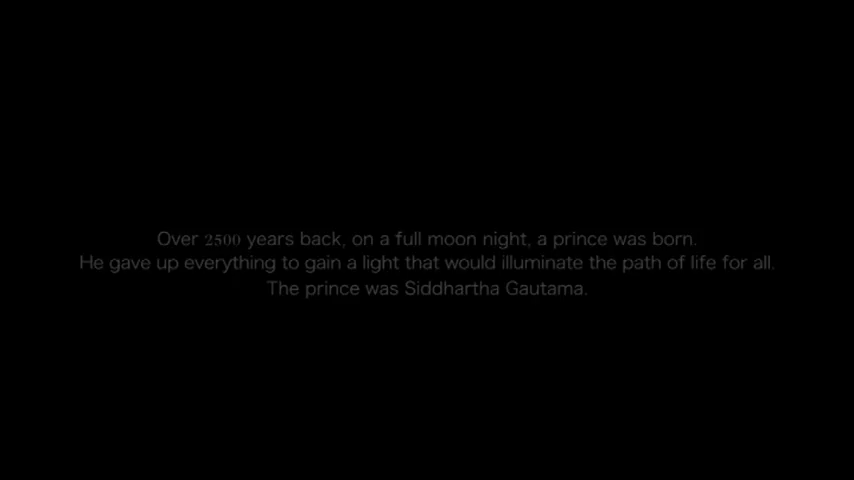 Over 2500 years back, on a full moon night, a prince was born.
He gave up everything to gain a light that would illuminate the path of life for all.
The prince was Siddhartha Gautama.